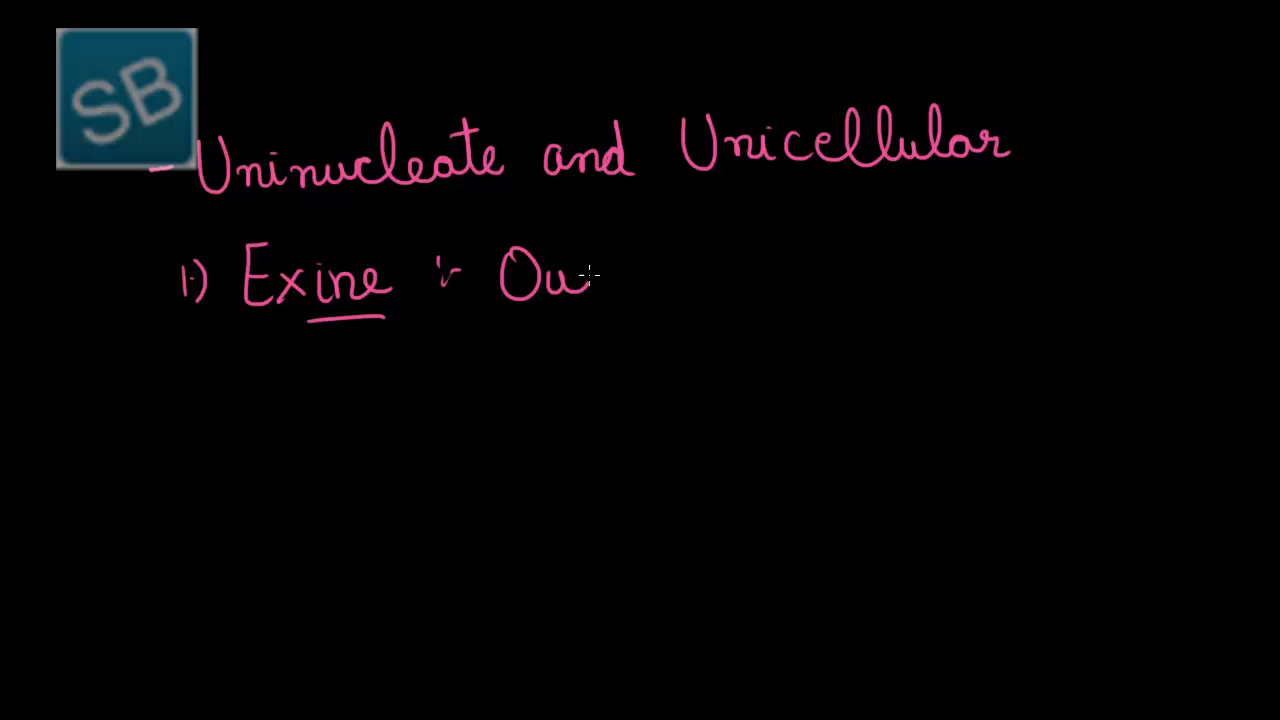 SB
- Uninucleate and Unicellular
1.) Exine :- Ou